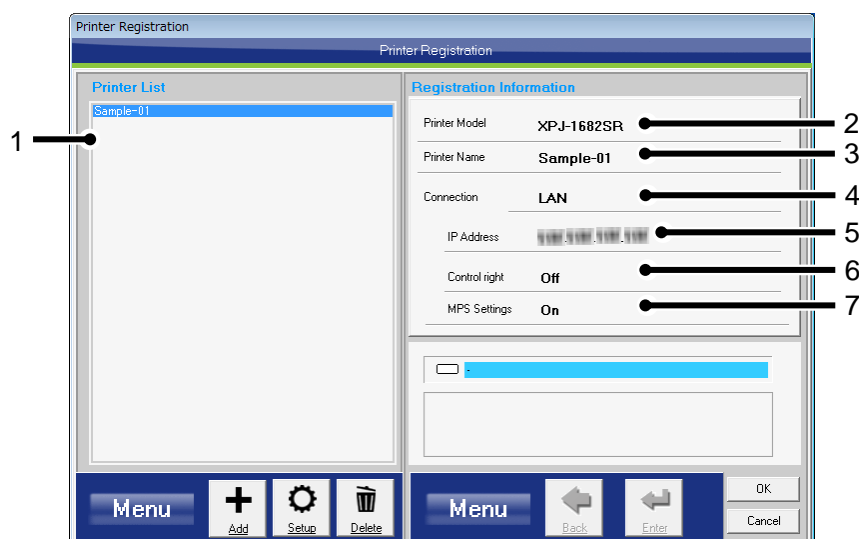 Printer Registration
Printer Registration
Printer List
Sample-01
1
Registration Information
Printer Model XPJ-1682SR 2
Printer Name Sample-01 3
Connection LAN 4
IP Address 5
Control right Off 6
MPS Settings On 7
-
Menu
Add
Setup
Delete
Menu
Back
Enter
OK
Cancel